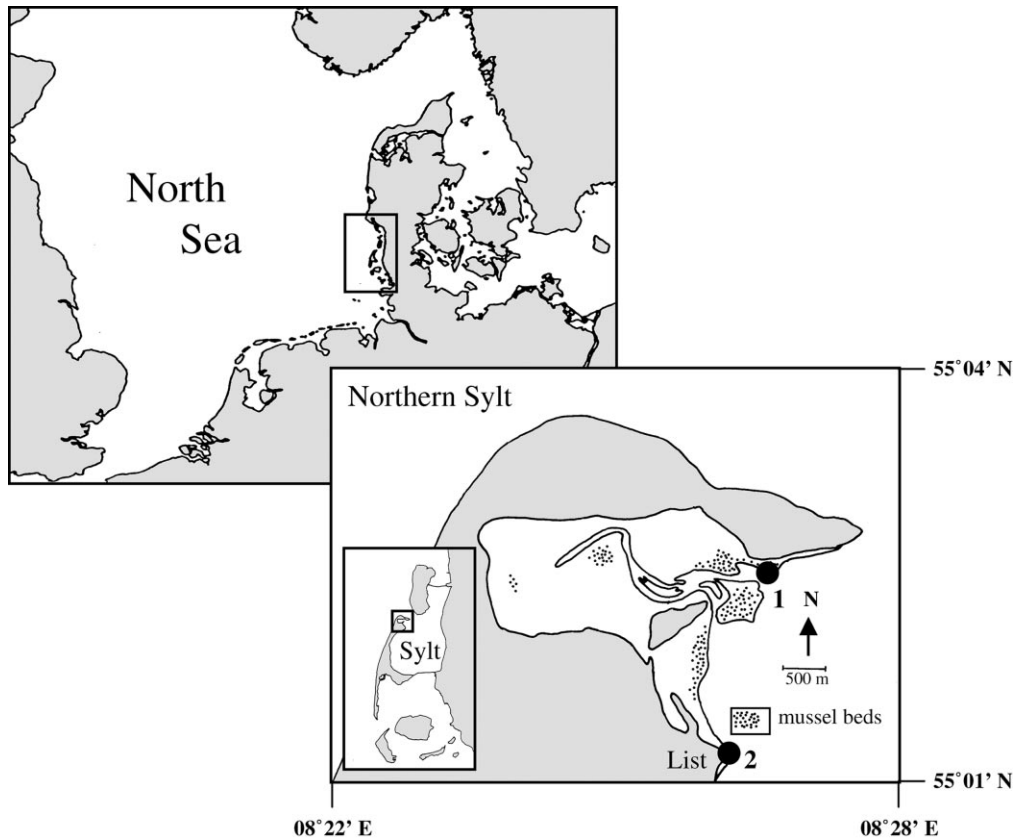 North
Sea
55°04' N
Northern Sylt
Sylt
1
N
500 m
mussel beds
List
2
55°01' N
08°22' E
08°28' E